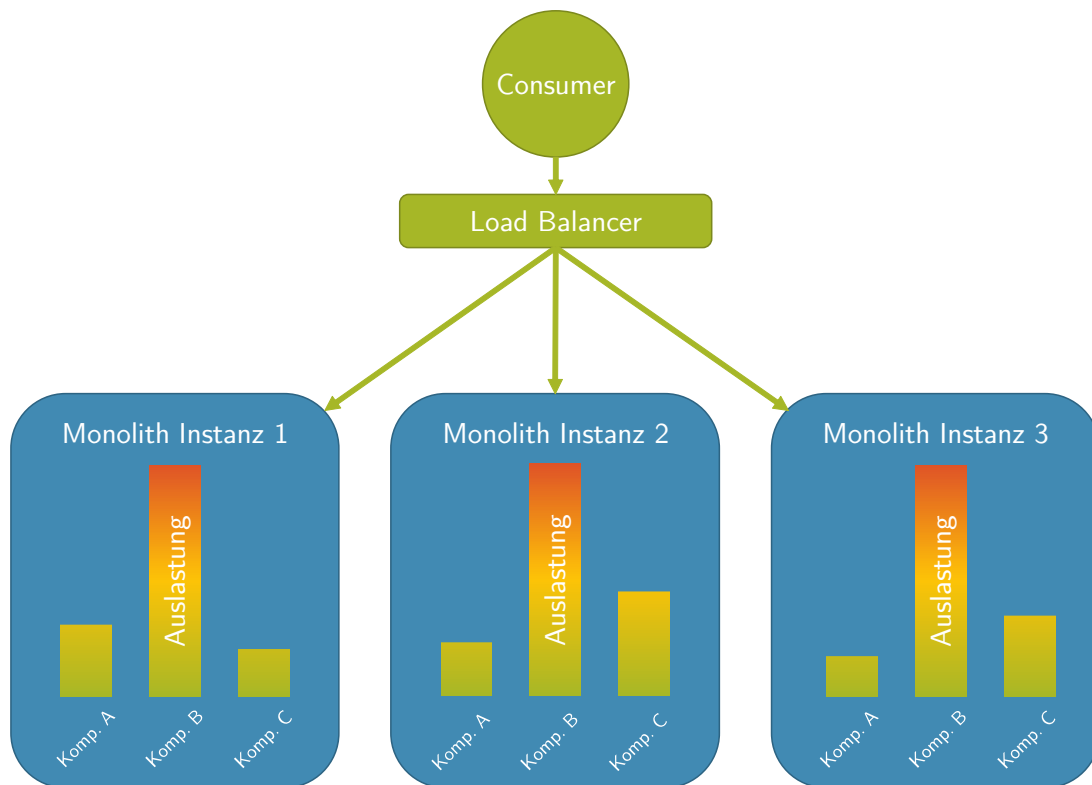 Consumer
Load Balancer
Monolith Instanz 1
Auslastung
Komp. A
Komp. B
Komp. C
Monolith Instanz 2
Auslastung
Komp. A
Komp. B
Komp. C
Monolith Instanz 3
Auslastung
Komp. A
Komp. B
Komp. C